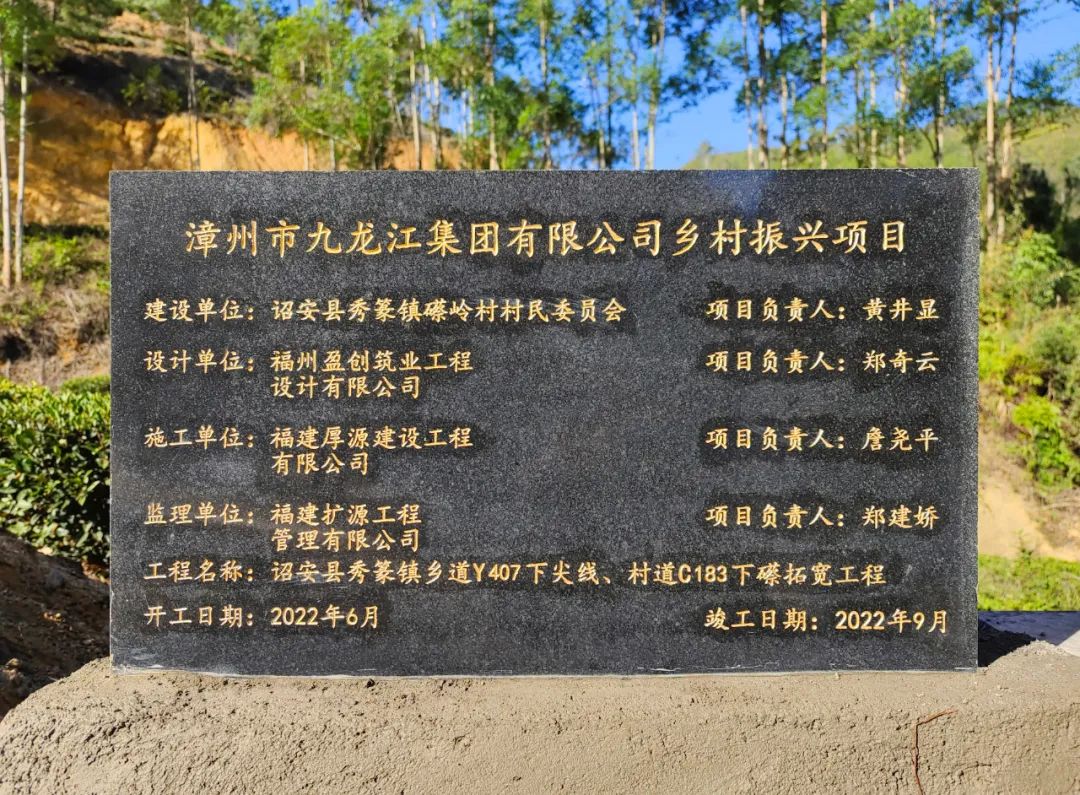 漳州市九龙江集团有限公司乡村振兴项目
建设单位：诏安县秀篆镇礤岭村村民委员会 项目负责人：黄井显
设计单位：福州盈创筑业工程 项目负责人：郑奇云
设计有限公司
施工单位：福建厚源建设工程 项目负责人：詹尧平
有限公司
监理单位：福建扩源工程 项目负责人：郑建娇
管理有限公司
工程名称：诏安县秀篆镇乡道Y407下尖线、村道C183下礤拓宽工程
开工日期：2022年6月 竣工日期：2022年9月